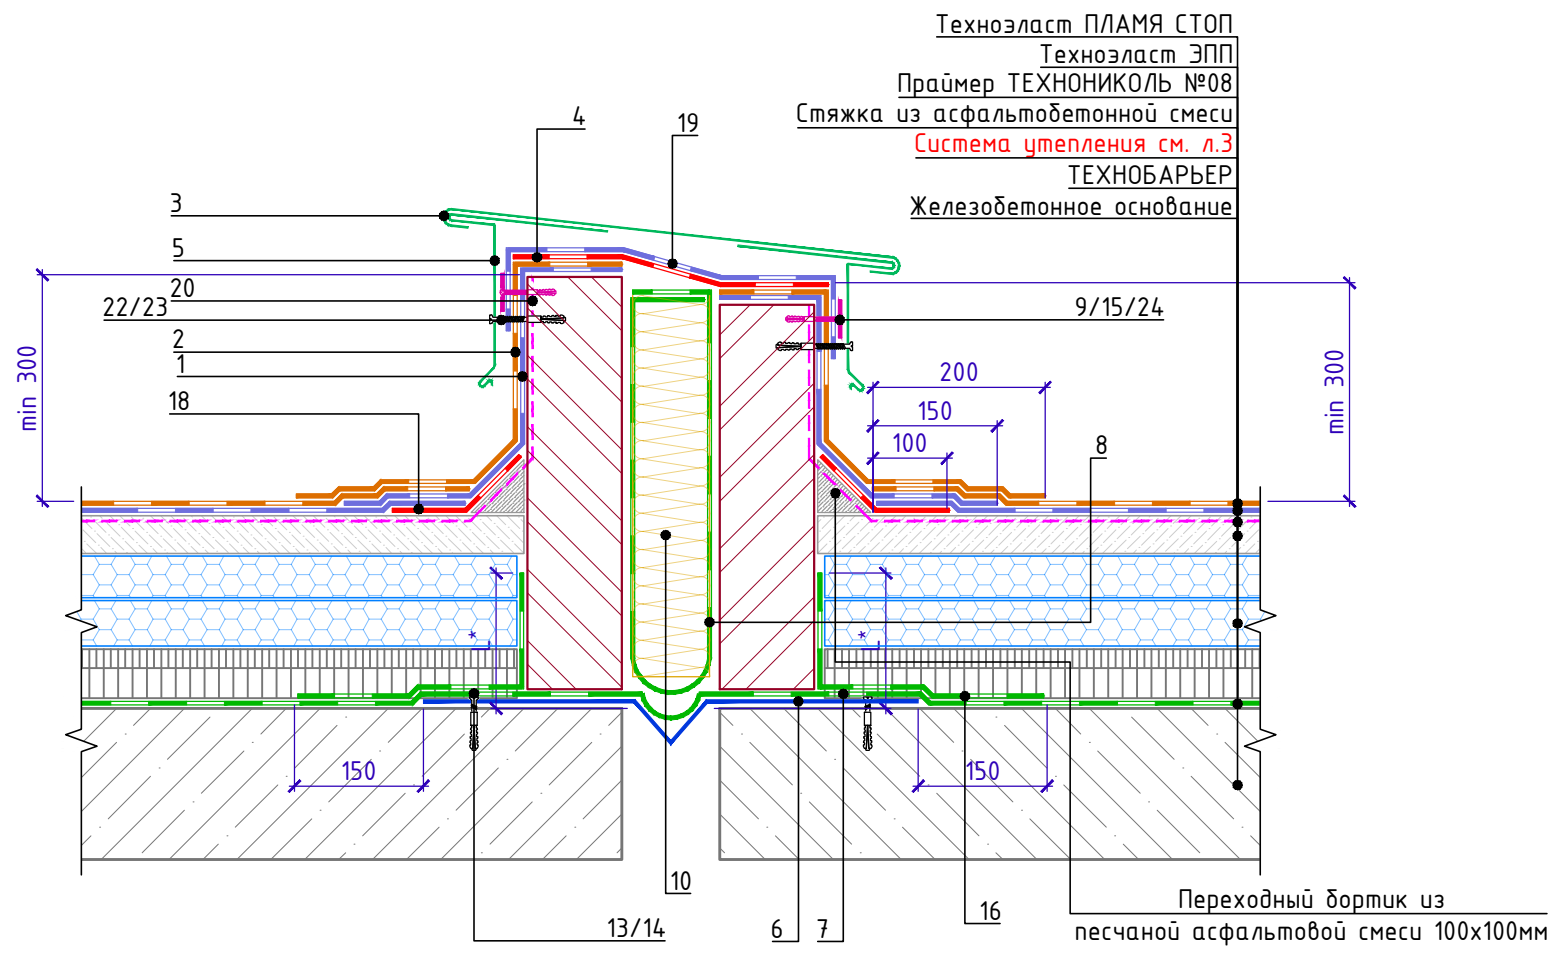 Техноэласт ПЛАМЯ СТОП
Техноэласт ЭПП
Праймер ТЕХНОНИКОЛЬ №08
Стяжка из асфальтобетонной смеси
Система утепления см. л.3
ТЕХНОБАРЬЕР
Железобетонное основание
4
19
3
5
20
22/23
2
1
18
9/15/24
min 300
min 300
200
150
100
8
L*
L*
150
150
10
13/14
6
7
16
Переходный бортик из
песчаной асфальтовой смеси 100х100мм